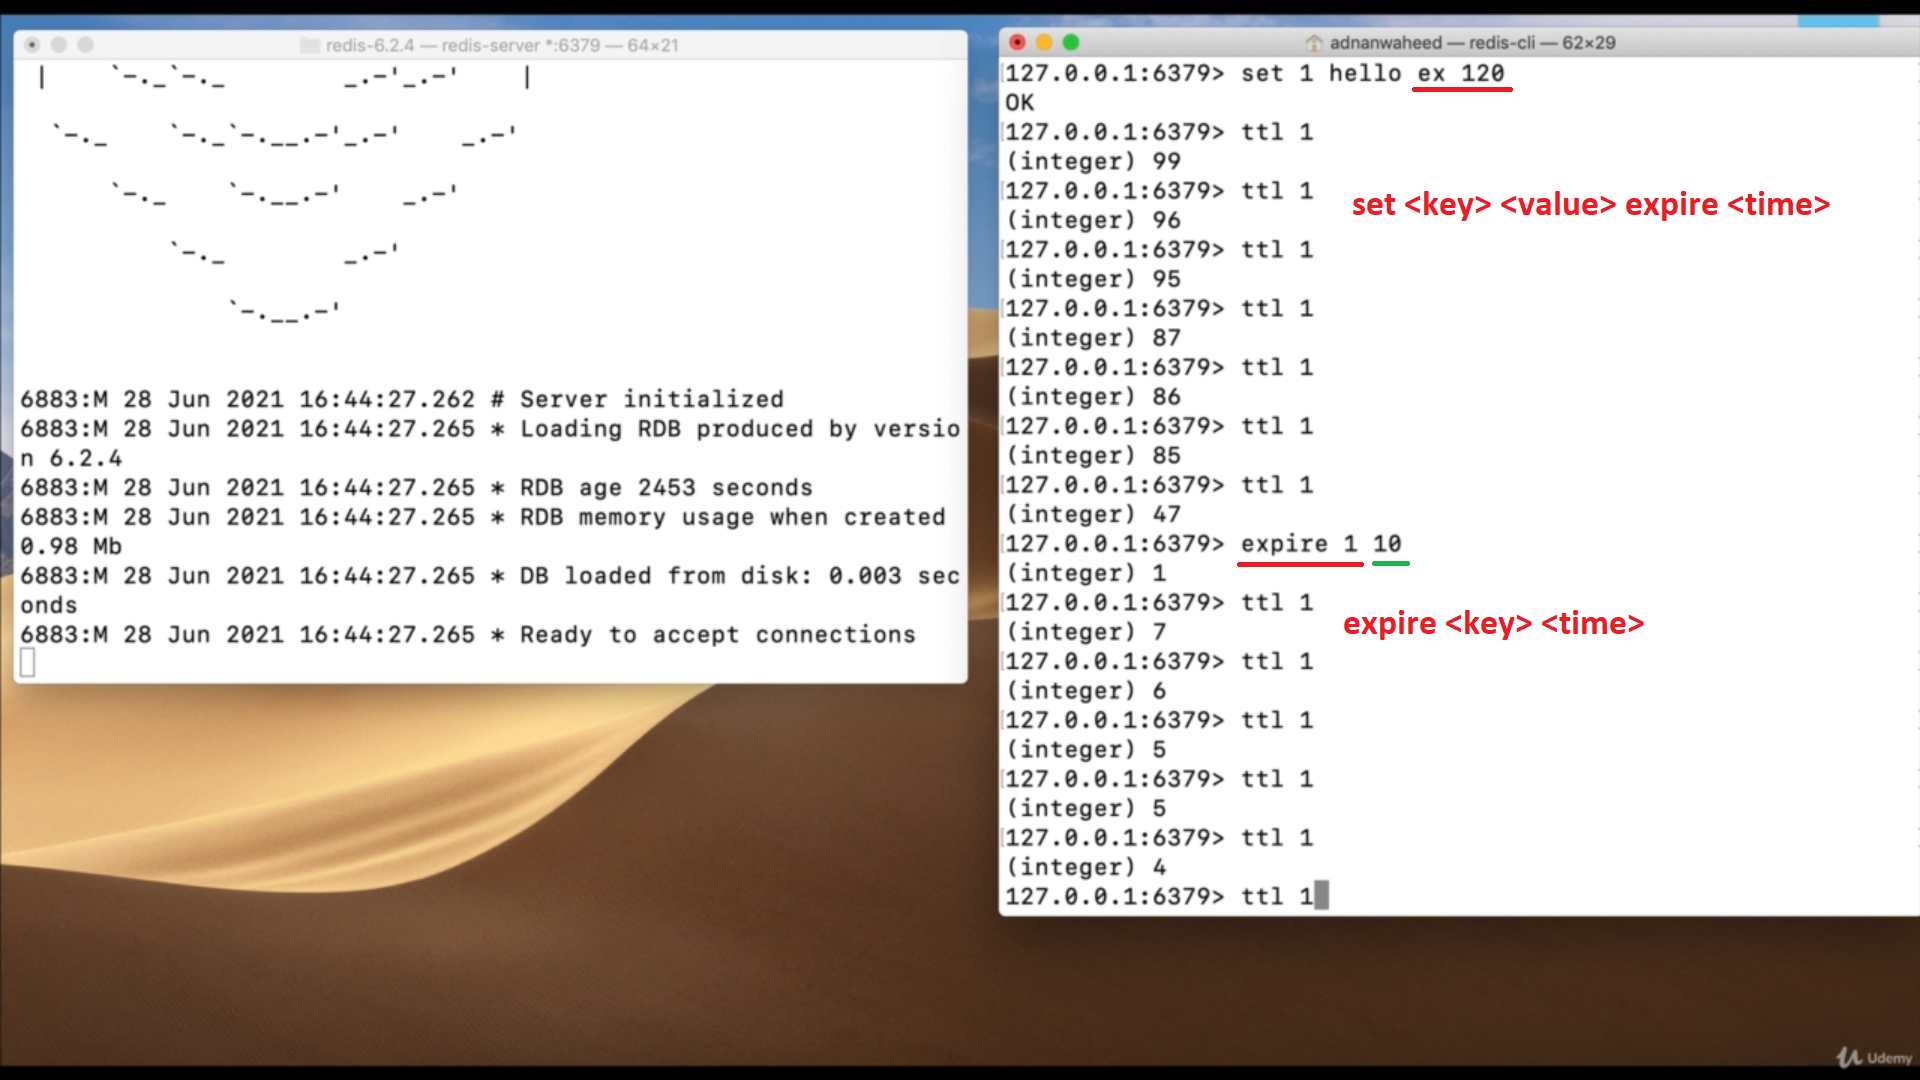 redis-6.2.4 — redis-server *:6379 — 64×21
|     `-._`-._        _.-'_.-'     |
 `-._    `-._`-.__.-'_.-'    _.-'
     `-._    `-.__.-'    _.-'
         `-._        _.-'
             `-.__.-'
6883:M 28 Jun 2021 16:44:27.262 # Server initialized
6883:M 28 Jun 2021 16:44:27.265 * Loading RDB produced by versio
n 6.2.4
6883:M 28 Jun 2021 16:44:27.265 * RDB age 2453 seconds
6883:M 28 Jun 2021 16:44:27.265 * RDB memory usage when created
0.98 Mb
6883:M 28 Jun 2021 16:44:27.265 * DB loaded from disk: 0.003 sec
onds
6883:M 28 Jun 2021 16:44:27.265 * Ready to accept connections
adnanwaheed — redis-cli — 62×29
[127.0.0.1:6379> set 1 hello ex 120
OK
[127.0.0.1:6379> ttl 1
(integer) 99
[127.0.0.1:6379> ttl 1
set <key> <value> expire <time>
(integer) 96
[127.0.0.1:6379> ttl 1
(integer) 95
[127.0.0.1:6379> ttl 1
(integer) 87
[127.0.0.1:6379> ttl 1
(integer) 86
[127.0.0.1:6379> ttl 1
(integer) 85
[127.0.0.1:6379> ttl 1
(integer) 47
[127.0.0.1:6379> expire 1 10
(integer) 1
[127.0.0.1:6379> ttl 1
expire <key> <time>
(integer) 7
[127.0.0.1:6379> ttl 1
(integer) 6
[127.0.0.1:6379> ttl 1
(integer) 5
[127.0.0.1:6379> ttl 1
(integer) 5
[127.0.0.1:6379> ttl 1
(integer) 4
127.0.0.1:6379> ttl 1
Udemy